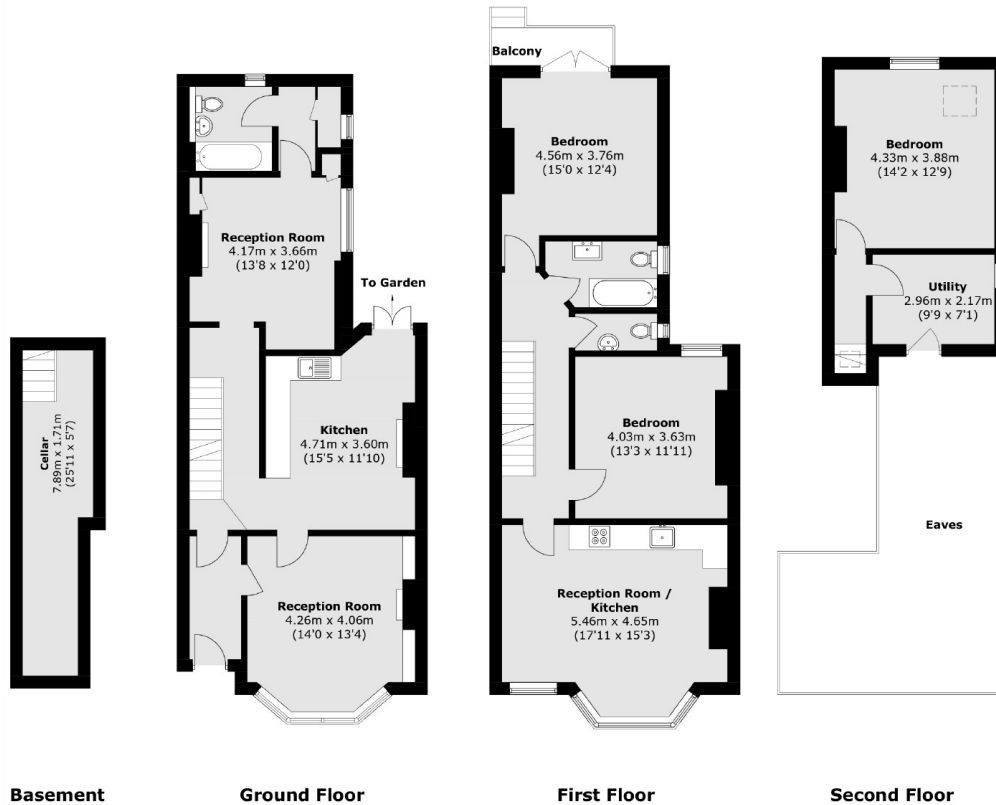 Balcony
Bedroom
4.56m x 3.76m
(15'0 x 12'4)
Bedroom
4.33m x 3.88m
(14'2 x 12'9)
Reception Room
4.17m x 3.66m
(13'8 x 12'0)
To Garden
Utility
2.96m x 2.17m
(9'9 x 7'1)
Cellar
7.89m x 1.71m
(25'11 x 5'7)
Kitchen
4.71m x 3.60m
(15'5 x 11'10)
Bedroom
4.03m x 3.63m
(13'3 x 11'11)
Eaves
Reception Room
4.26m x 4.06m
(14'0 x 13'4)
Reception Room /
Kitchen
5.46m x 4.65m
(17'11 x 15'3)
Basement
Ground Floor
First Floor
Second Floor